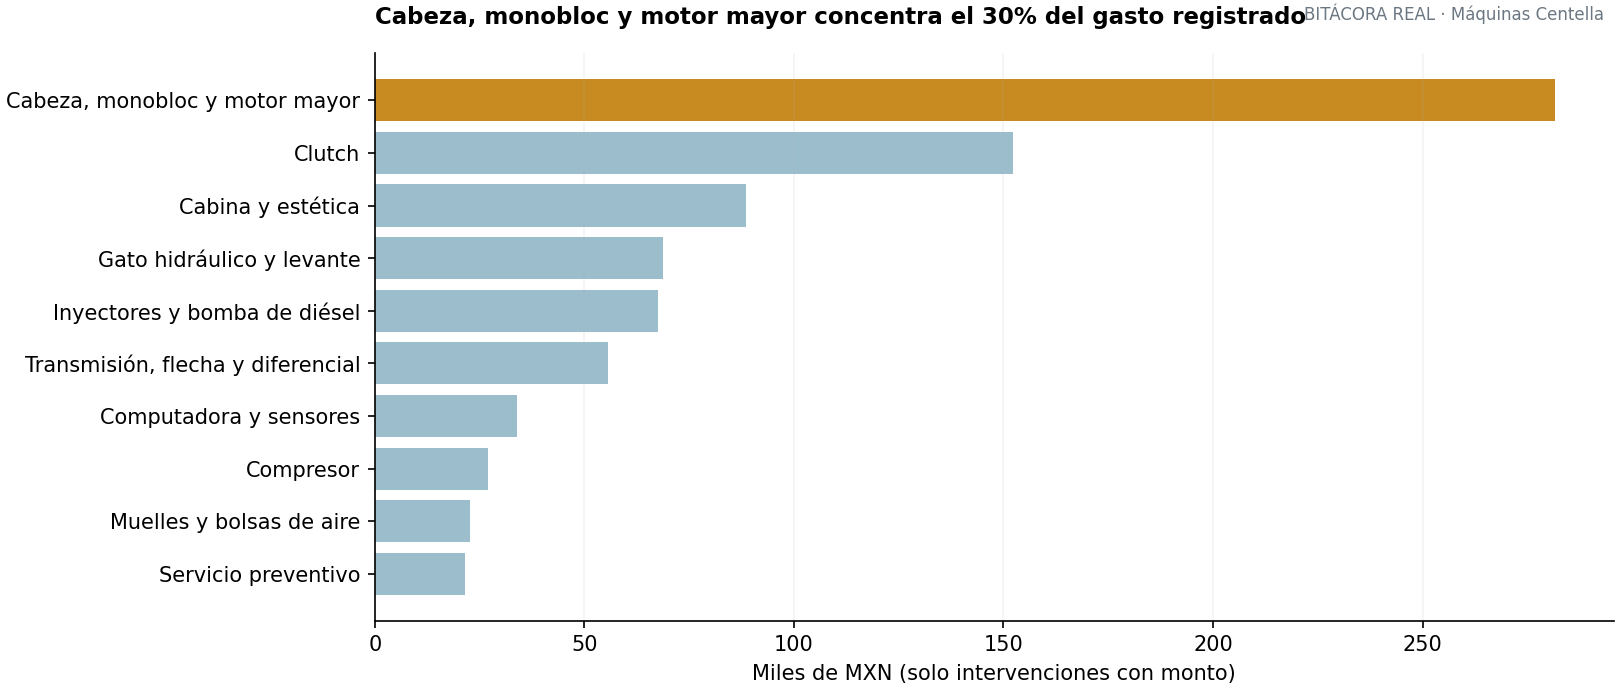 Cabeza, monobloc y motor mayor concentra el 30% del gasto registrado
BITÁCORA REAL · Máquinas Centella
Cabeza, monobloc y motor mayor
Clutch
Cabina y estética
Gato hidráulico y levante
Inyectores y bomba de diésel
Transmisión, flecha y diferencial
Computadora y sensores
Compresor
Muelles y bolsas de aire
Servicio preventivo
0 50 100 150 200 250
Miles de MXN (solo intervenciones con monto)